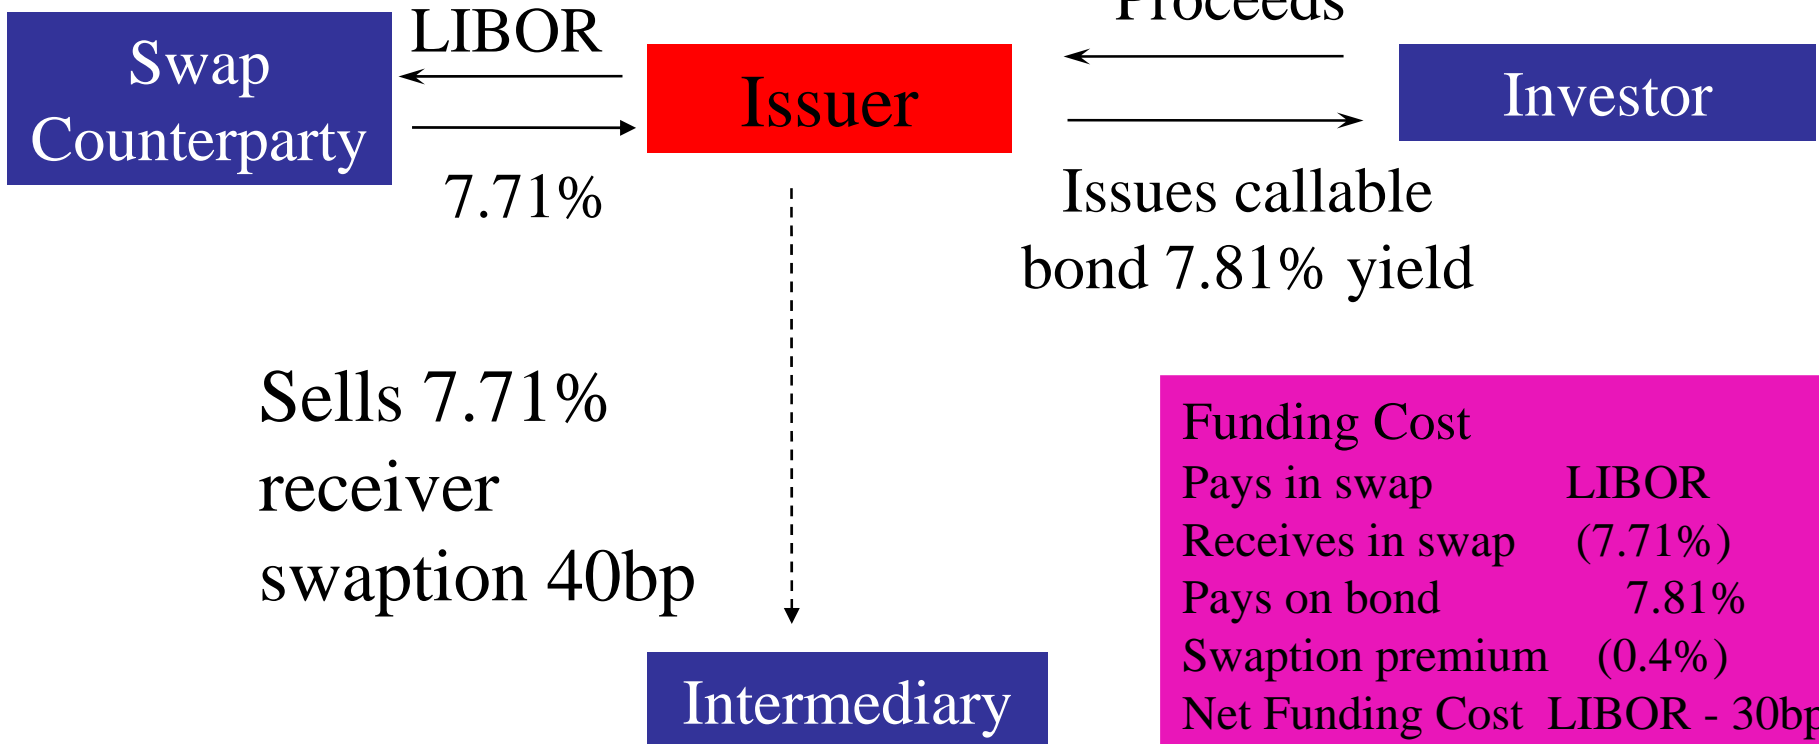 Proceeds
Swap
Counterparty
LIBOR
7.71%
Issuer
Investor
Issues callable
bond 7.81% yield
Sells 7.71%
receiver
swaption 40bp
Intermediary
Funding Cost
Pays in swap LIBOR
Receives in swap (7.71%)
Pays on bond 7.81%
Swaption premium (0.4%)
Net Funding Cost LIBOR - 30bp